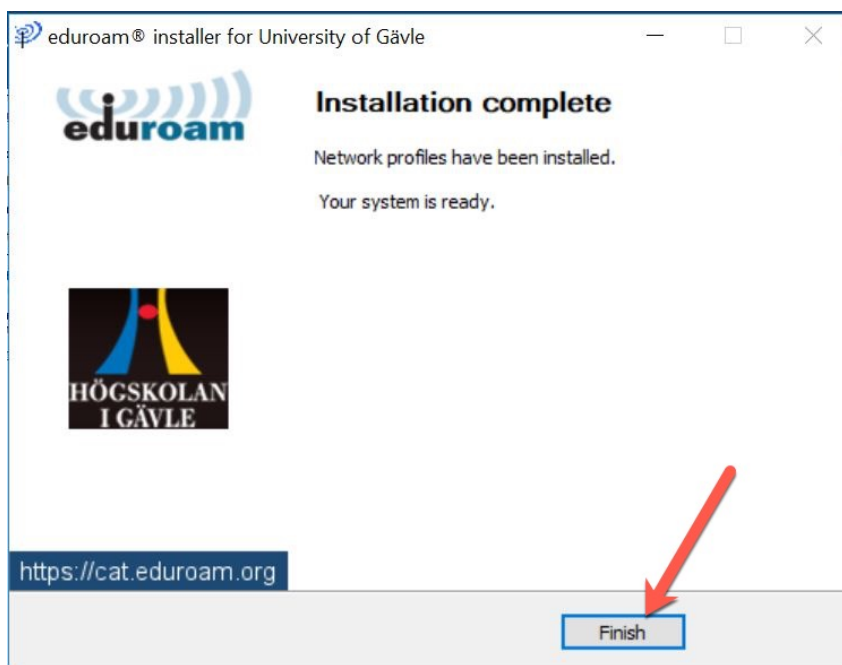 eduroam® installer for University of Gävle
eduroam
Installation complete
Network profiles have been installed.
Your system is ready.
HÖGSKOLAN
I GÄVLE
https://cat.eduroam.org
Finish